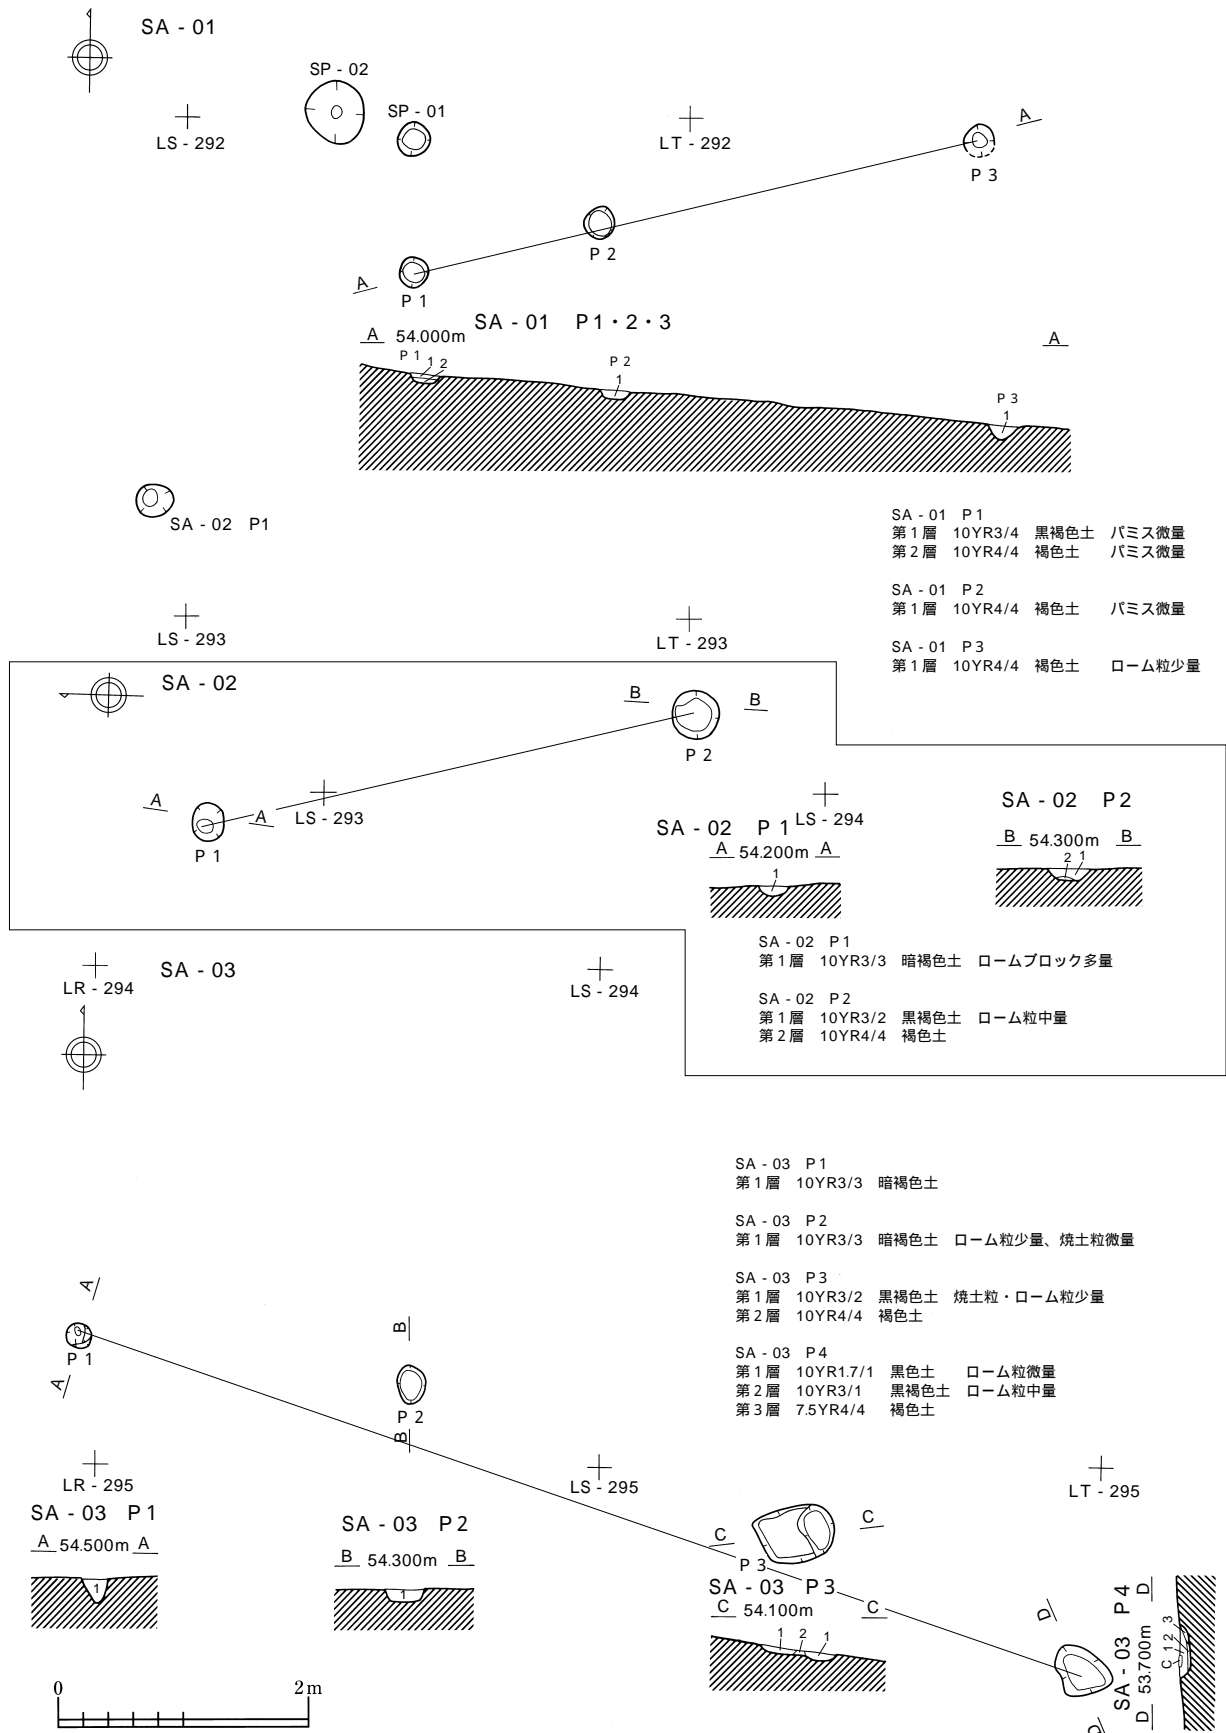 SA - 01
SP - 02
SP - 01
LS - 292
LT - 292
A
P 3
P 2
A
P 1
SA - 01 P1・2・3
A 54.000m
A
P 1
1 2
P 2
1
P 3
1
SA - 02 P1
SA - 01 P1
第1層 10YR3/4 黒褐色土 パミス微量
第2層 10YR4/4 褐色土 パミス微量
SA - 01 P2
第1層 10YR4/4 褐色土 パミス微量
SA - 01 P3
第1層 10YR4/4 褐色土 ローム粒少量
LS - 293
LT - 293
SA - 02
B
B
P 2
A
A
LS - 293
P 1
LS - 294
SA - 02 P 1
A 54.200m A
1
SA - 02 P2
B 54.300m B
2 1
SA - 02 P1
第1層 10YR3/3 暗褐色土 ロームブロック多量
SA - 02 P2
第1層 10YR3/2 黒褐色土 ローム粒中量
第2層 10YR4/4 褐色土
SA - 03
LR - 294
LS - 294
SA - 03 P1
第1層 10YR3/3 暗褐色土
SA - 03 P2
第1層 10YR3/3 暗褐色土 ローム粒少量、焼土粒微量
SA - 03 P3
第1層 10YR3/2 黒褐色土 焼土粒・ローム粒少量
第2層 10YR4/4 褐色土
SA - 03 P4
第1層 10YR1.7/1 黒色土 ローム粒微量
第2層 10YR3/1 黒褐色土 ローム粒中量
第3層 7.5YR4/4 褐色土
A
P 1
A
B
P 2
B
LR - 295
LS - 295
LT - 295
SA - 03 P1
A 54.500m A
1
SA - 03 P2
B 54.300m B
1
C
C
P 3
SA - 03 P3
C 54.100m C
1 2 1
D
D
SA - 03 P4
D 53.700m D
C 1 2 3
0 2m